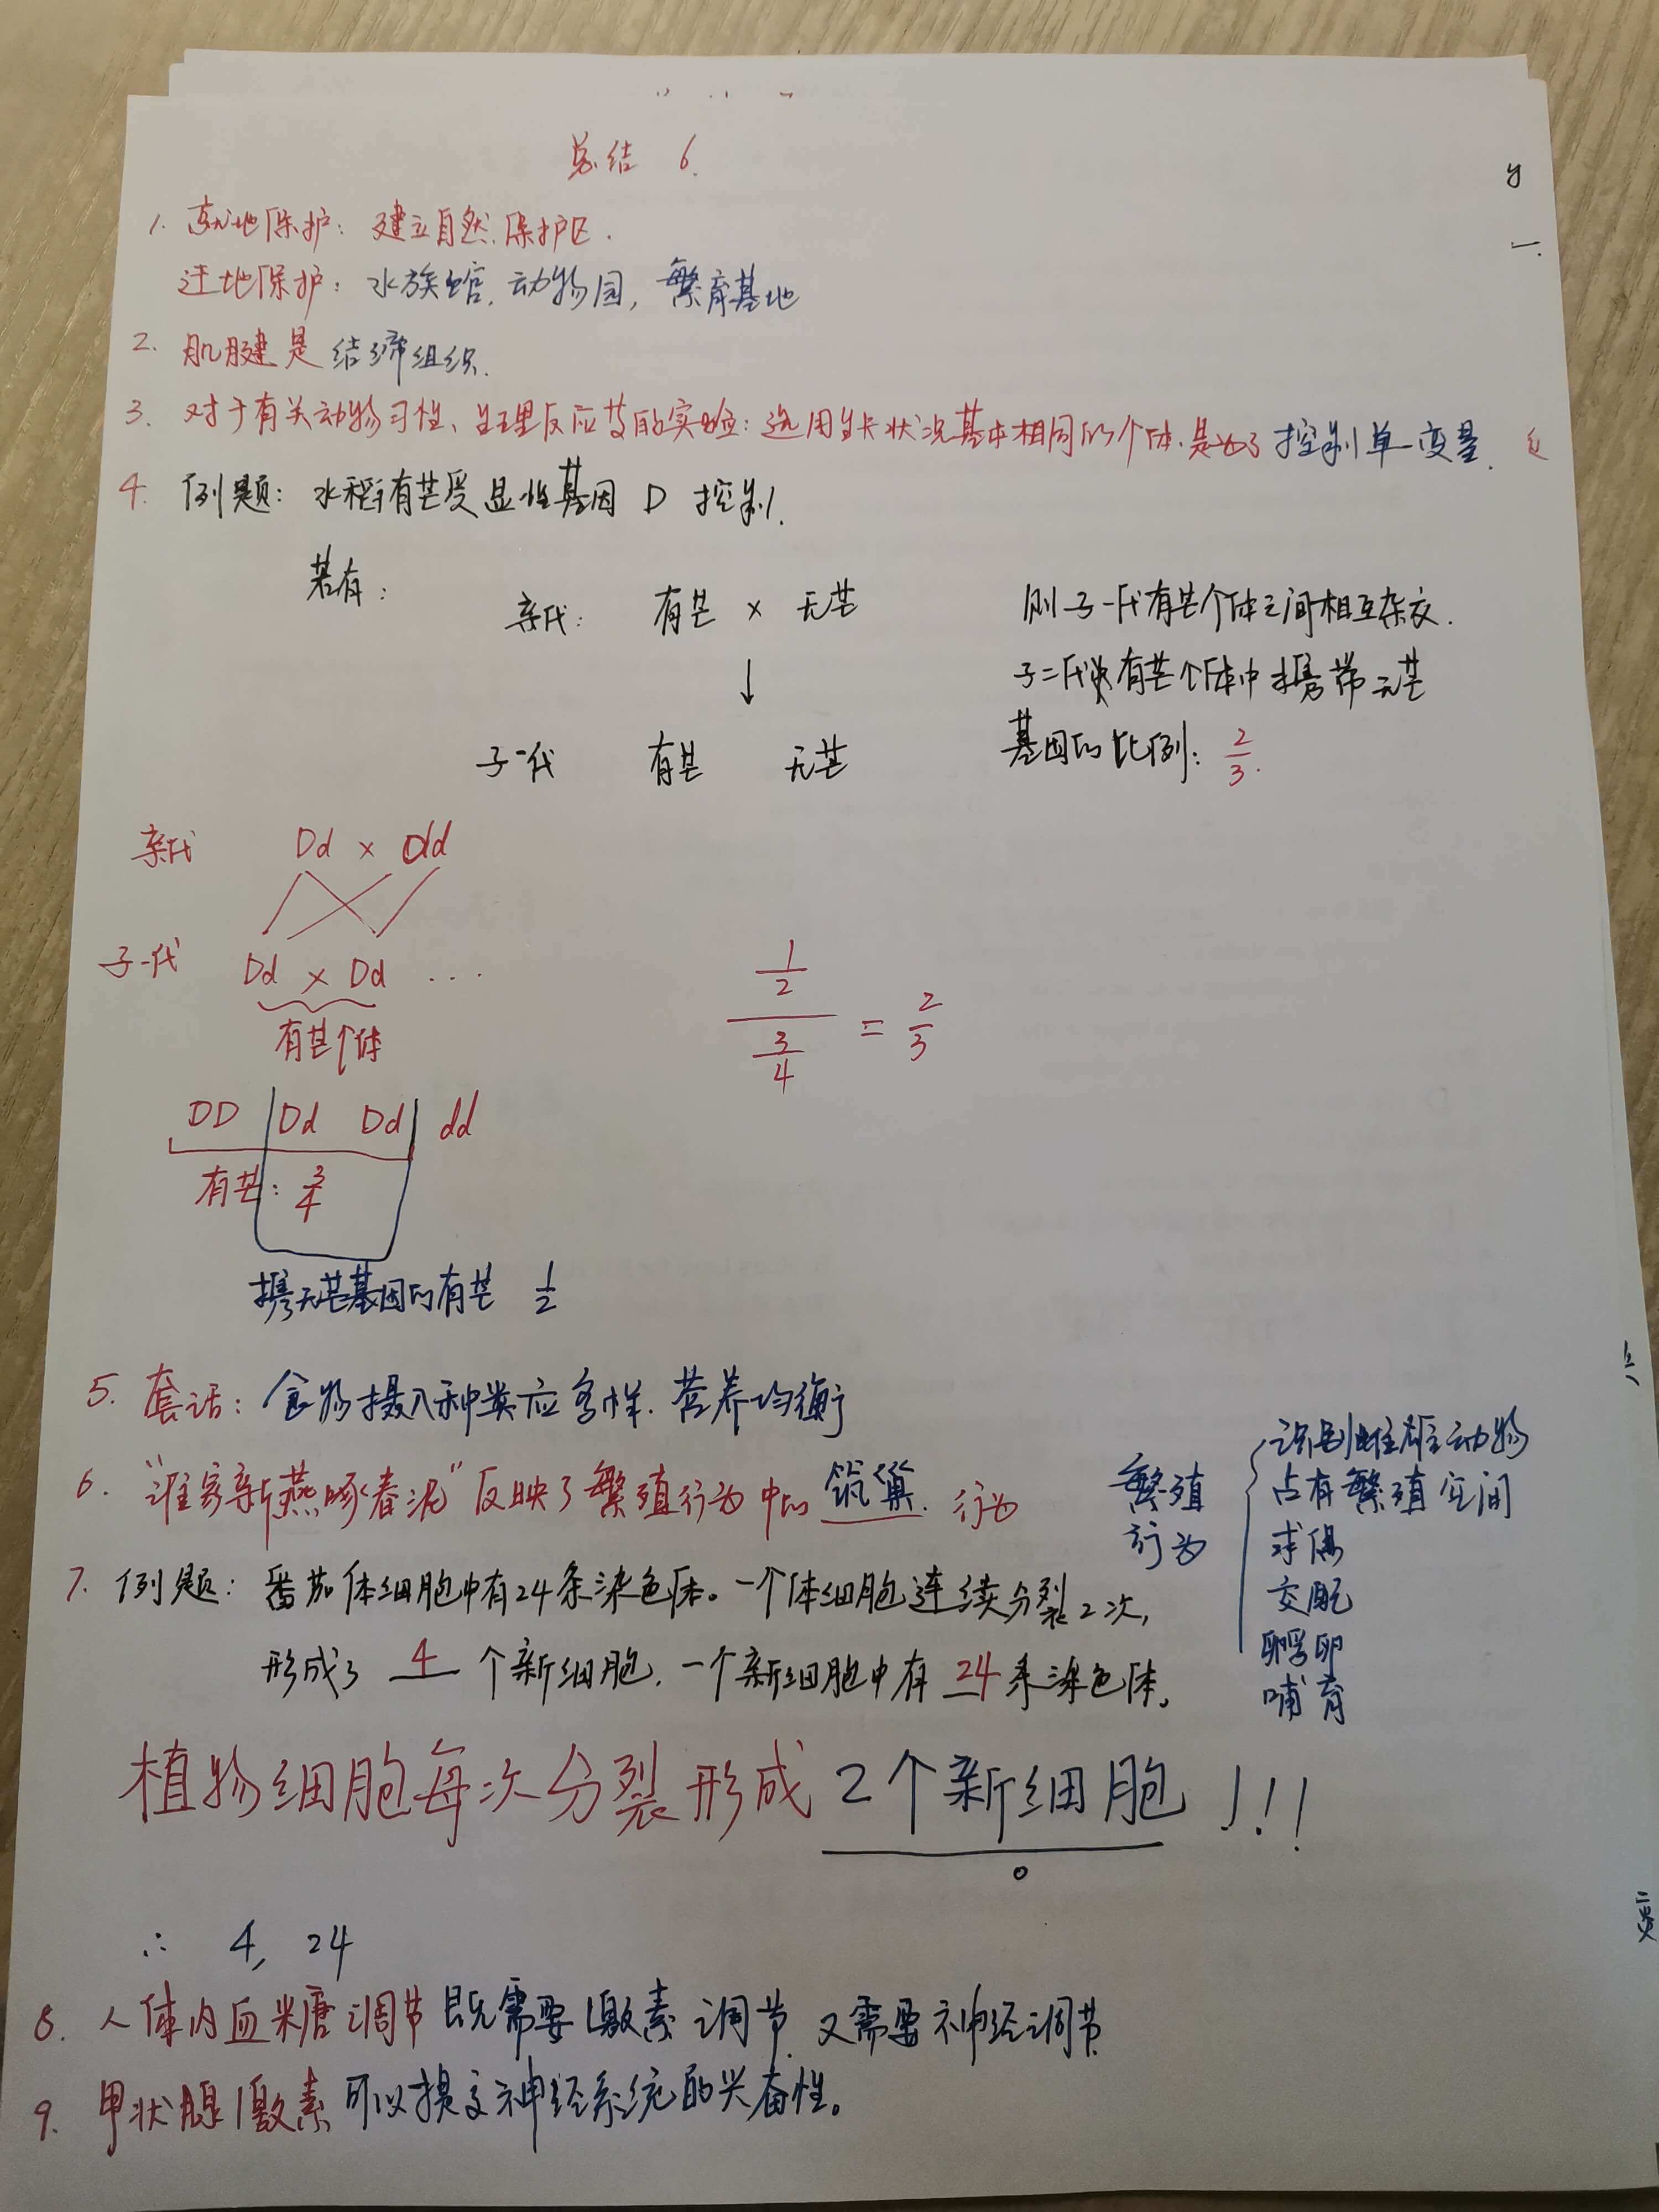 总结 6.
1. 就地保护：建立自然保护区.
迁地保护：水族馆, 动物园, 繁育基地
2. 肌腱是结缔组织.
3. 对于有关动物习性、生理反应等的实验：选用生长状况基本相同的个体.是为了控制单一变量.
4. 例题：水稻有芒受显性基因 D 控制.
若有：
亲代： 有芒 × 无芒
↓
子一代 有芒 无芒
则子一代有芒个体之间相互杂交.
子二代有芒个体中携带无芒
基因的比例：2/3.
亲代 Dd × dd
子一代 Dd × Dd ...
有芒个体
1/2 / 3/4 = 2/3
DD Dd Dd dd
有芒：3/4
携无芒基因的有芒 1/2
5. 套话：食物摄入种类应多样. 营养均衡
6. “谁家新燕啄春泥”反映了繁殖行为中的筑巢.行为
繁殖
行为
识别雌雄动物
占有繁殖空间
求偶
交配
孵卵
哺育
7. 例题：番茄体细胞中有24条染色体。一个体细胞连续分裂2次,
形成了 4 个新细胞. 一个新细胞中有 24 条染色体。
植物细胞每次分裂形成2个新细胞!!!
∴ 4, 24
8. 人体内血糖调节既需要激素调节.又需要神经调节.
9. 甲状腺激素可以提高神经系统的兴奋性。